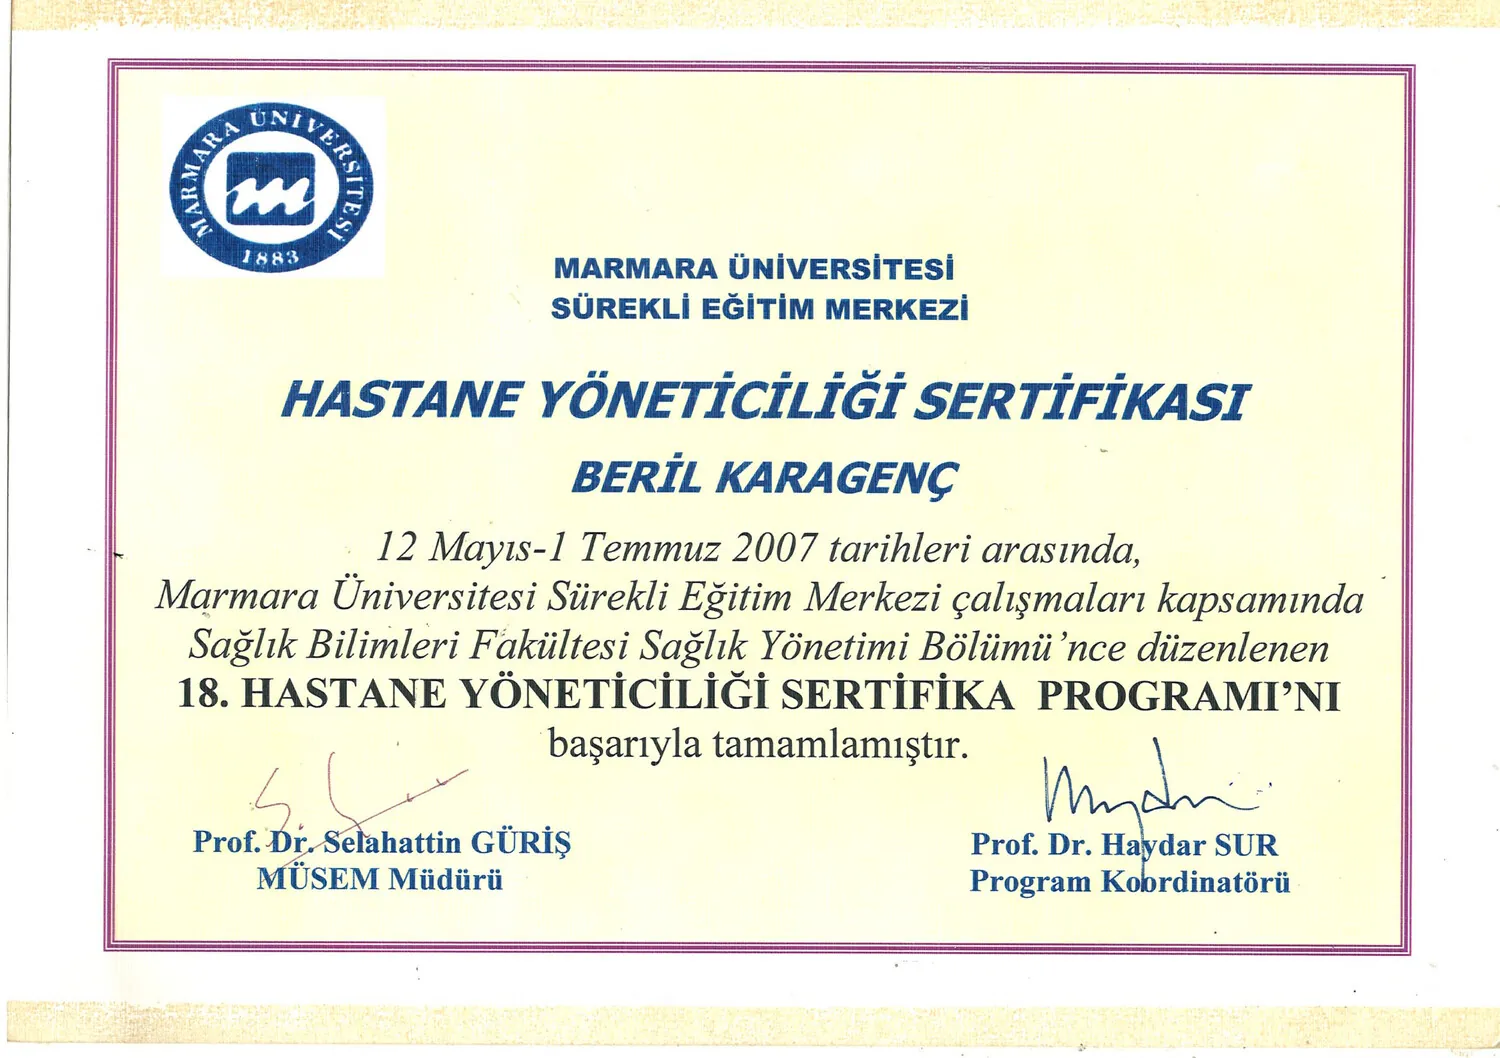 MARMARA ÜNİVERSİTESİ
1883
MARMARA ÜNİVERSİTESİ
SÜREKLİ EĞİTİM MERKEZİ
HASTANE YÖNETİCİLİĞİ SERTİFİKASI
BERİL KARAGENÇ
12 Mayıs-1 Temmuz 2007 tarihleri arasında,
Marmara Üniversitesi Sürekli Eğitim Merkezi çalışmaları kapsamında
Sağlık Bilimleri Fakültesi Sağlık Yönetimi Bölümü'nce düzenlenen
18. HASTANE YÖNETİCİLİĞİ SERTİFİKA PROGRAMI'NI
başarıyla tamamlamıştır.
Prof. Dr. Selahattin GÜRİŞ
MÜSEM Müdürü
Prof. Dr. Haydar SUR
Program Koordinatörü